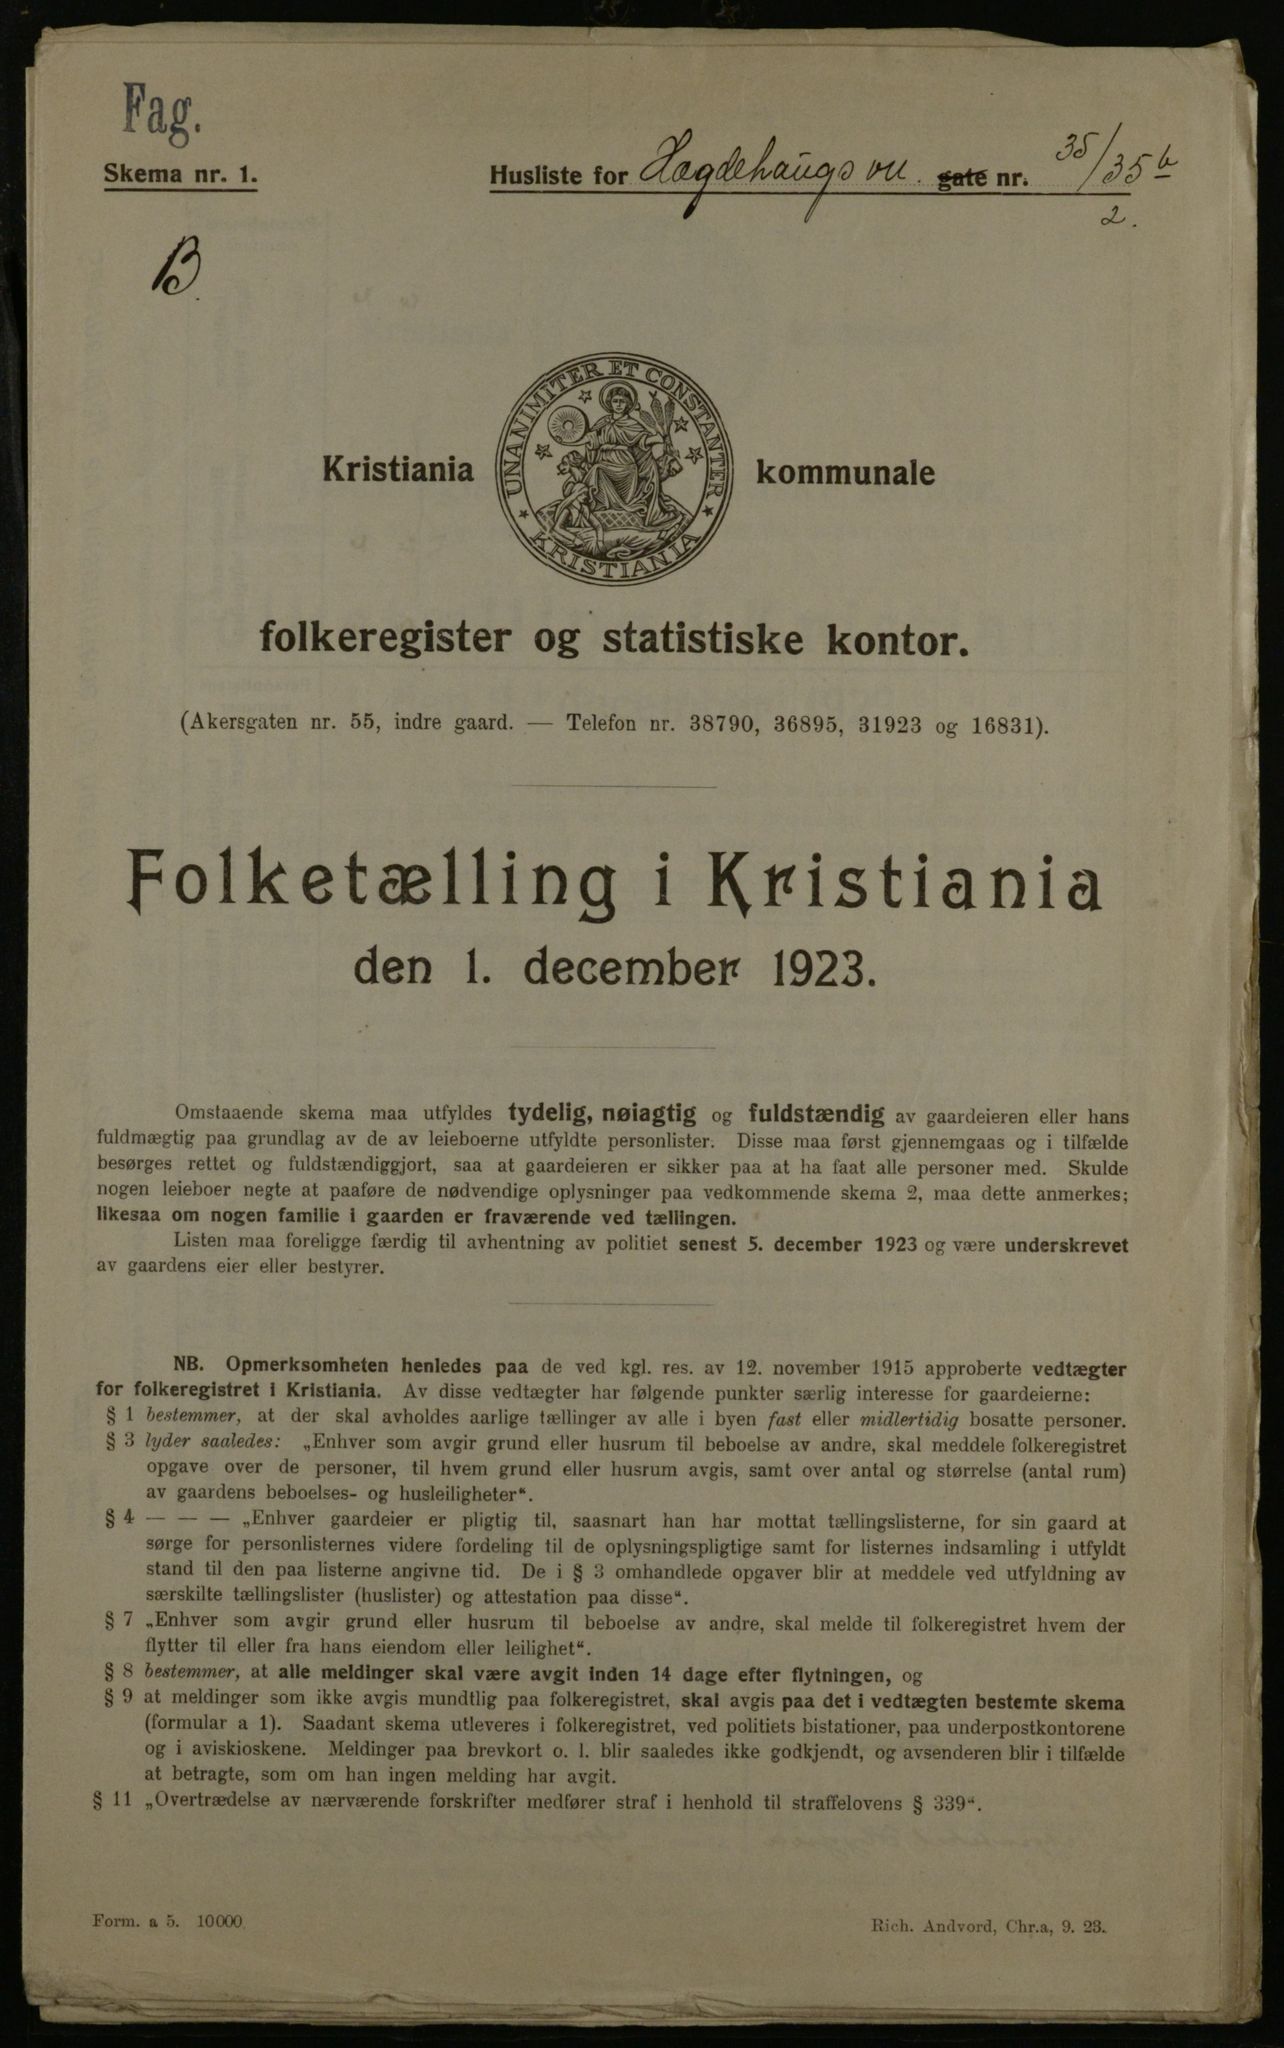 Fag.
Skema nr. 1.
Husliste for Hægdehaugsvn. gate nr. 35/35b
2.
B.
UNANIMITER ET CONSTANTER
KRISTIANIA
Kristiania kommunale
folkeregister og statistiske kontor.
(Akersgaten nr. 55, indre gaard. — Telefon nr. 38790, 36895, 31923 og 16831).
Folketælling i Kristiania
den 1. december 1923.
Omstaaende skema maa utfyldes tydelig, nøiagtig og fuldstændig av gaardeieren eller hans
fuldmægtig paa grundlag av de av leieboerne utfyldte personlister. Disse maa først gjennemgaas og i tilfælde
besørges rettet og fuldstændiggjort, saa at gaardeieren er sikker paa at ha faat alle personer med. Skulde
nogen leieboer negte at paaføre de nødvendige oplysninger paa vedkommende skema 2, maa dette anmerkes;
likesaa om nogen familie i gaarden er fraværende ved tællingen.
Listen maa foreligge færdig til avhentning av politiet senest 5. december 1923 og være underskrevet
av gaardens eier eller bestyrer.
NB. Opmerksomheten henledes paa de ved kgl. res. av 12. november 1915 approberte vedtægter
for folkeregistret i Kristiania. Av disse vedtægter har følgende punkter særlig interesse for gaardeierne:
§ 1 bestemmer, at der skal avholdes aarlige tællinger av alle i byen fast eller midlertidig bosatte personer.
§ 3 lyder saaledes: „Enhver som avgir grund eller husrum til beboelse av andre, skal meddele folkeregistret
opgave over de personer, til hvem grund eller husrum avgis, samt over antal og størrelse (antal rum)
av gaardens beboelses- og husleiligheter“.
§ 4 — — — „Enhver gaardeier er pligtig til, saasnart han har mottat tællingslisterne, for sin gaard at
sørge for personlisternes videre fordeling til de oplysningspligtige samt for listernes indsamling i utfyldt
stand til den paa listerne angivne tid. De i § 3 omhandlede opgaver blir at meddele ved utfyldning av
særskilte tællingslister (huslister) og attestation paa disse“.
§ 7 „Enhver som avgir grund eller husrum til beboelse av andre, skal melde til folkeregistret hvem der
flytter til eller fra hans eiendom eller leilighet“.
§ 8 bestemmer, at alle meldinger skal være avgit inden 14 dage efter flytningen, og
§ 9 at meldinger som ikke avgis mundtlig paa folkeregistret, skal avgis paa det i vedtægten bestemte skema
(formular a 1). Saadant skema utleveres i folkeregistret, ved politiets bistationer, paa underpostkontorene
og i aviskioskene. Meldinger paa brevkort o. l. blir saaledes ikke godkjendt, og avsenderen blir i tilfælde
at betragte, som om han ingen melding har avgit.
§ 11 „Overtrædelse av nærværende forskrifter medfører straf i henhold til straffelovens § 339“.
Form. a 5. 10000.
Rich. Andvord, Chr.a, 9. 23.